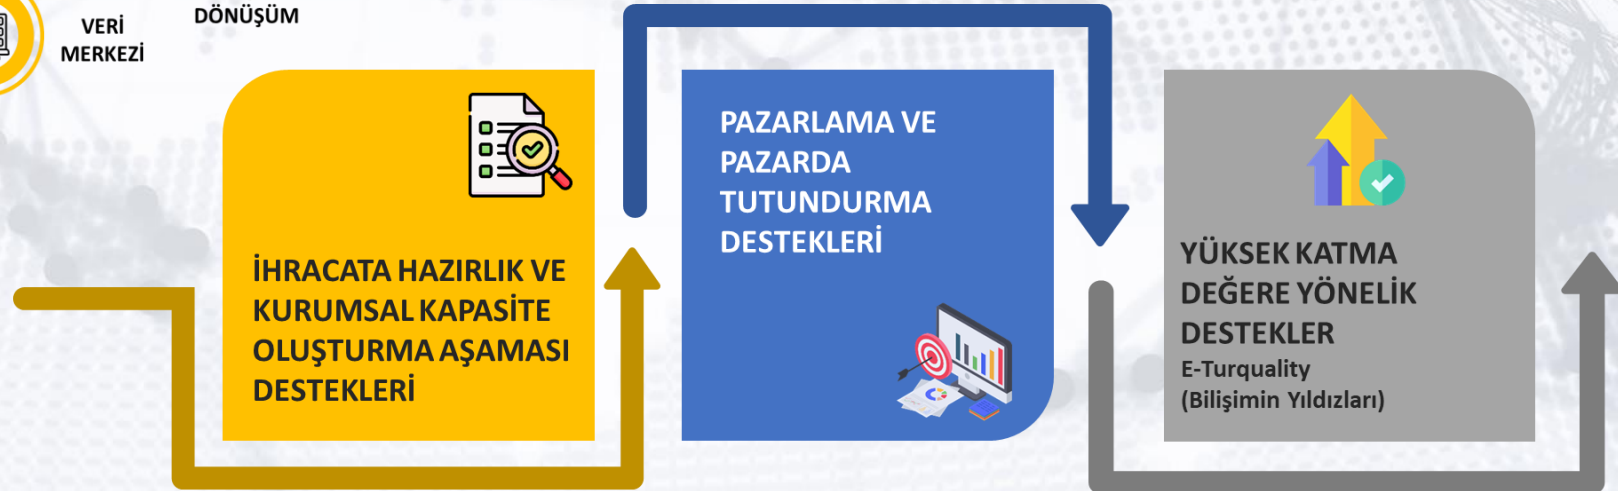 VERİ
MERKEZİ
DÖNÜŞÜM
İHRACATA HAZIRLIK VE
KURUMSAL KAPASİTE
OLUŞTURMA AŞAMASI
DESTEKLERİ
PAZARLAMA VE
PAZARDA
TUTUNDURMA
DESTEKLERİ
YÜKSEK KATMA
DEĞERE YÖNELİK
DESTEKLER
E-Turquality
(Bilişimin Yıldızları)